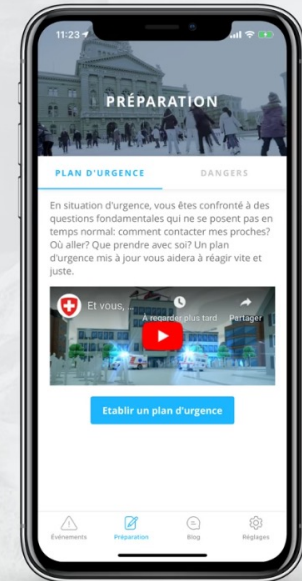 11:23
PRÉPARATION
PLAN D'URGENCE DANGERS
En situation d'urgence, vous êtes confronté à des
questions fondamentales qui ne se posent pas en
temps normal: comment contacter mes proches?
Où aller? Que prendre avec soi? Un plan
d'urgence mis à jour vous aidera à réagir vite et
juste.
Et vous, ...
À regarder plus tard Partager
Etablir un plan d'urgence
Événements Préparation Blog Réglages